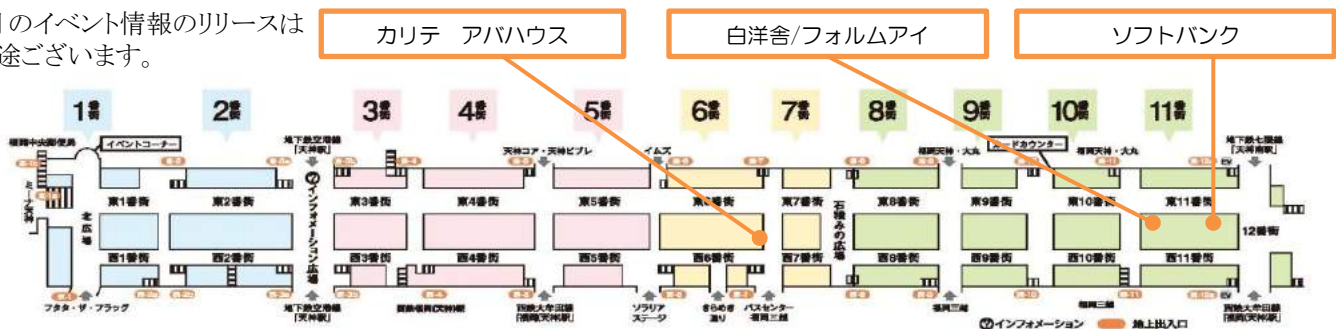 のイベント情報のリリースは
途ございます。
カリテ アバハウス
白洋舎/フォルムアイ
ソフトバンク
1番街
2番街
3番街
4番街
5番街
6番街
7番街
8番街
9番街
10番街
11番街
福岡中央郵便局
イベントコーナー
地下鉄空港線
「天神駅」
天神コア・天神ビブレ
イムズ
福岡天神・大丸
カードカウンター
福岡天神・大丸
地下鉄七隈線
「天神南駅」
EV
ミーナ天神
東1番街
東2番街
東3番街
東4番街
東5番街
東7番街
東8番街
東9番街
東10番街
東11番街
北広場
インフォメーション広場
石積みの広場
12番街
西1番街
西2番街
西3番街
西4番街
西5番街
西6番街
西7番街
西8番街
西9番街
西10番街
西11番街
フタタ・ザ・フラッグ
地下鉄空港線
「天神駅」
西鉄福岡(天神)駅
西鉄大牟田線
「福岡(天神)駅」
ソラリア
ステージ
きらめき
通り
バスセンター
福岡三越
福岡三越
福岡三越
EV
西鉄大牟田線
「福岡(天神)駅」
インフォメーション
地上出入口